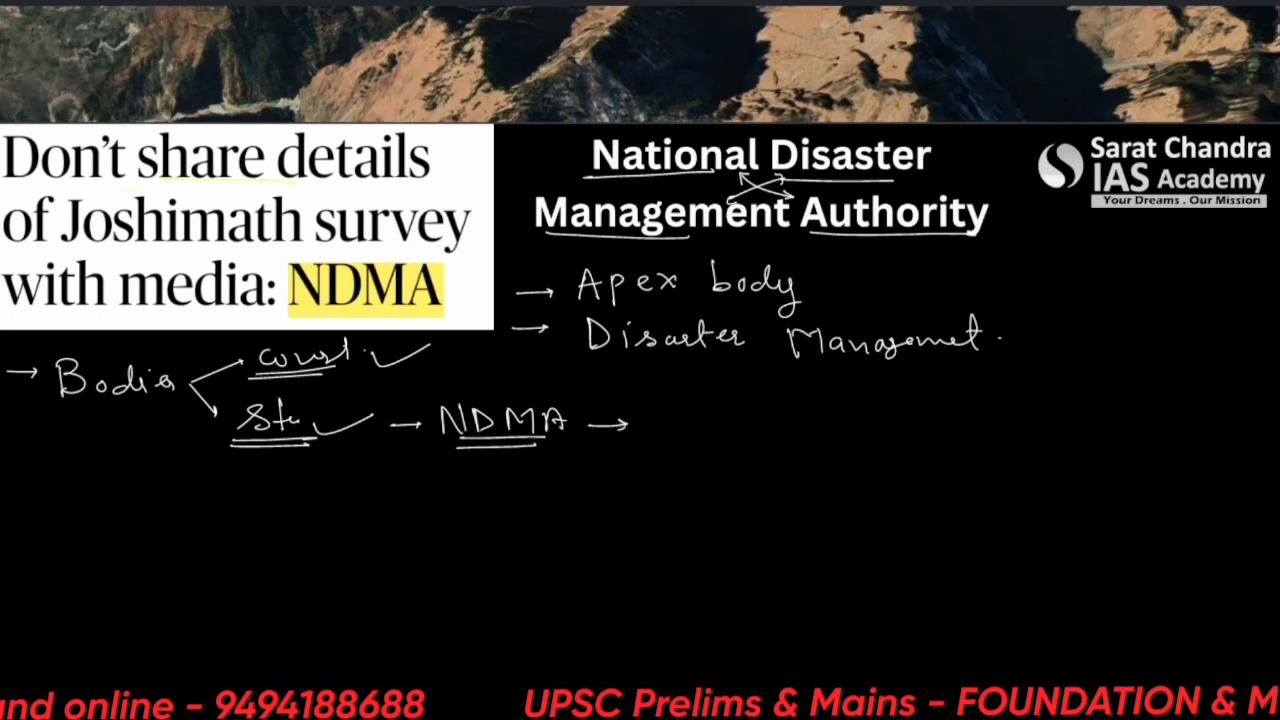 Don't share details
of Joshimath survey
with media: NDMA
National Disaster
Management Authority
Sarat Chandra
IAS Academy
Your Dreams . Our Mission
→ Apex body
→ Disaster Managemet.
→ Bodies
const. ✓
Stu ✓ → NDMA →
nd online - 9494188688 UPSC Prelims & Mains - FOUNDATION & M